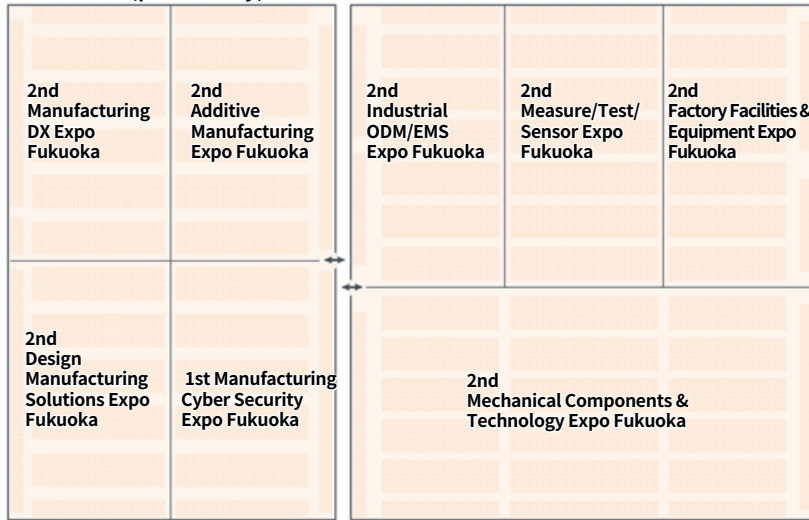 2nd
Manufacturing
DX Expo
Fukuoka
2nd
Additive
Manufacturing
Expo Fukuoka
2nd
Industrial
ODM/EMS
Expo Fukuoka
2nd
Measure/Test/
Sensor Expo
Fukuoka
2nd
Factory Facilities &
Equipment Expo
Fukuoka
2nd
Design
Manufacturing
Solutions Expo
Fukuoka
1st Manufacturing
Cyber Security
Expo Fukuoka
2nd
Mechanical Components &
Technology Expo Fukuoka